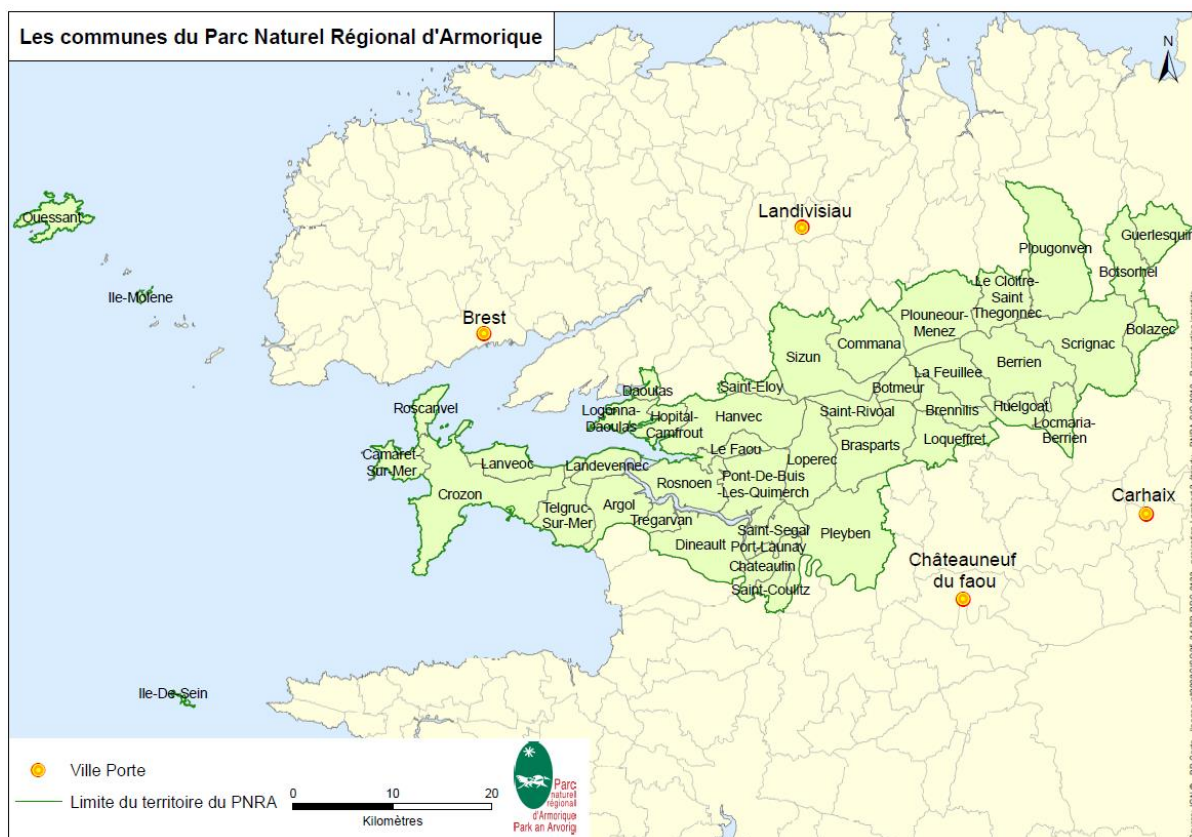 Les communes du Parc Naturel Régional d'Armorique
N
Landivisiau
Ouessant
Guerlesquin
Plougonven
Botsorhel
Ile-Molene
Le Cloitre-
Saint
Thegonnec
Brest
Plouneour-
Menez
Bolazec
Commana
Scrignac
Sizun
Berrien
La Feuillee
Daoulas
Saint-Eloy
Botmeur
Roscanvel
Huelgoat
Logonna-
Daoulas
Hopital-
Camfrout
Hanvec
Saint-Rivoal
Brennilis
Locmaria-
Berrien
Loqueffret
Brasparts
Le Faou
Camaret-
Sur-Mer
Lanveoc
Landevennec
Loperec
Rosnoen
Pont-De-Buis
-Les-Quimerch
Crozon
Argol
Telgruc-
Sur-Mer
Carhaix
Tregarvan
Saint-Segal
Pleyben
Dineault
Port-Launay
Chateaulin
Châteauneuf
du faou
Saint-Coulitz
Ile-De-Sein
Ville Porte
Limite du territoire du PNRA
0 10 20
Kilomètres
Parc
naturel
régional
d'Armorique
Park an Arvorig